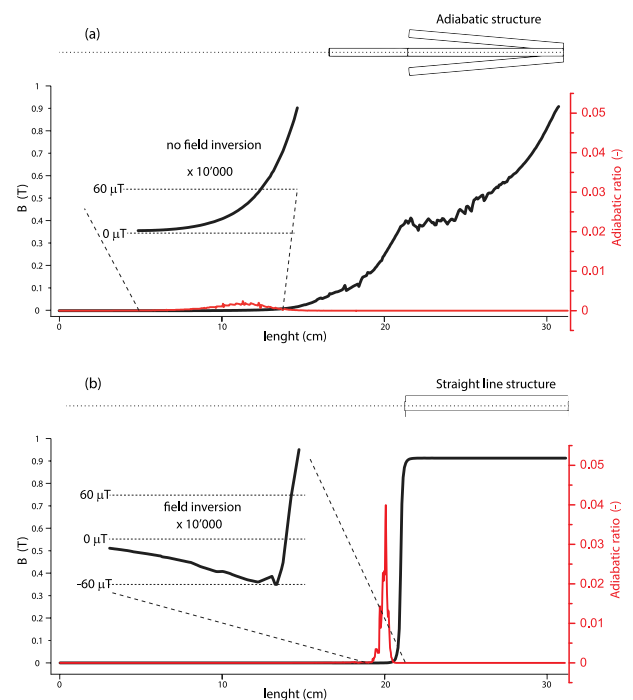 (a)
Adiabatic structure
B (T)
1
0.9
0.8
0.7
0.6
0.5
0.4
0.3
0.2
0.1
0
no field inversion
x 10'000
60 µT
0 µT
0.05
0.04
0.03
0.02
0.01
0
Adiabatic ratio (-)
0
10
20
30
lenght (cm)
(b)
Straight line structure
B (T)
1
0.9
0.8
0.7
0.6
0.5
0.4
0.3
0.2
0.1
0
60 µT
field inversion
x 10'000
0 µT
-60 µT
0.05
0.04
0.03
0.02
0.01
0
Adiabatic ratio (-)
0
10
20
30
lenght (cm)